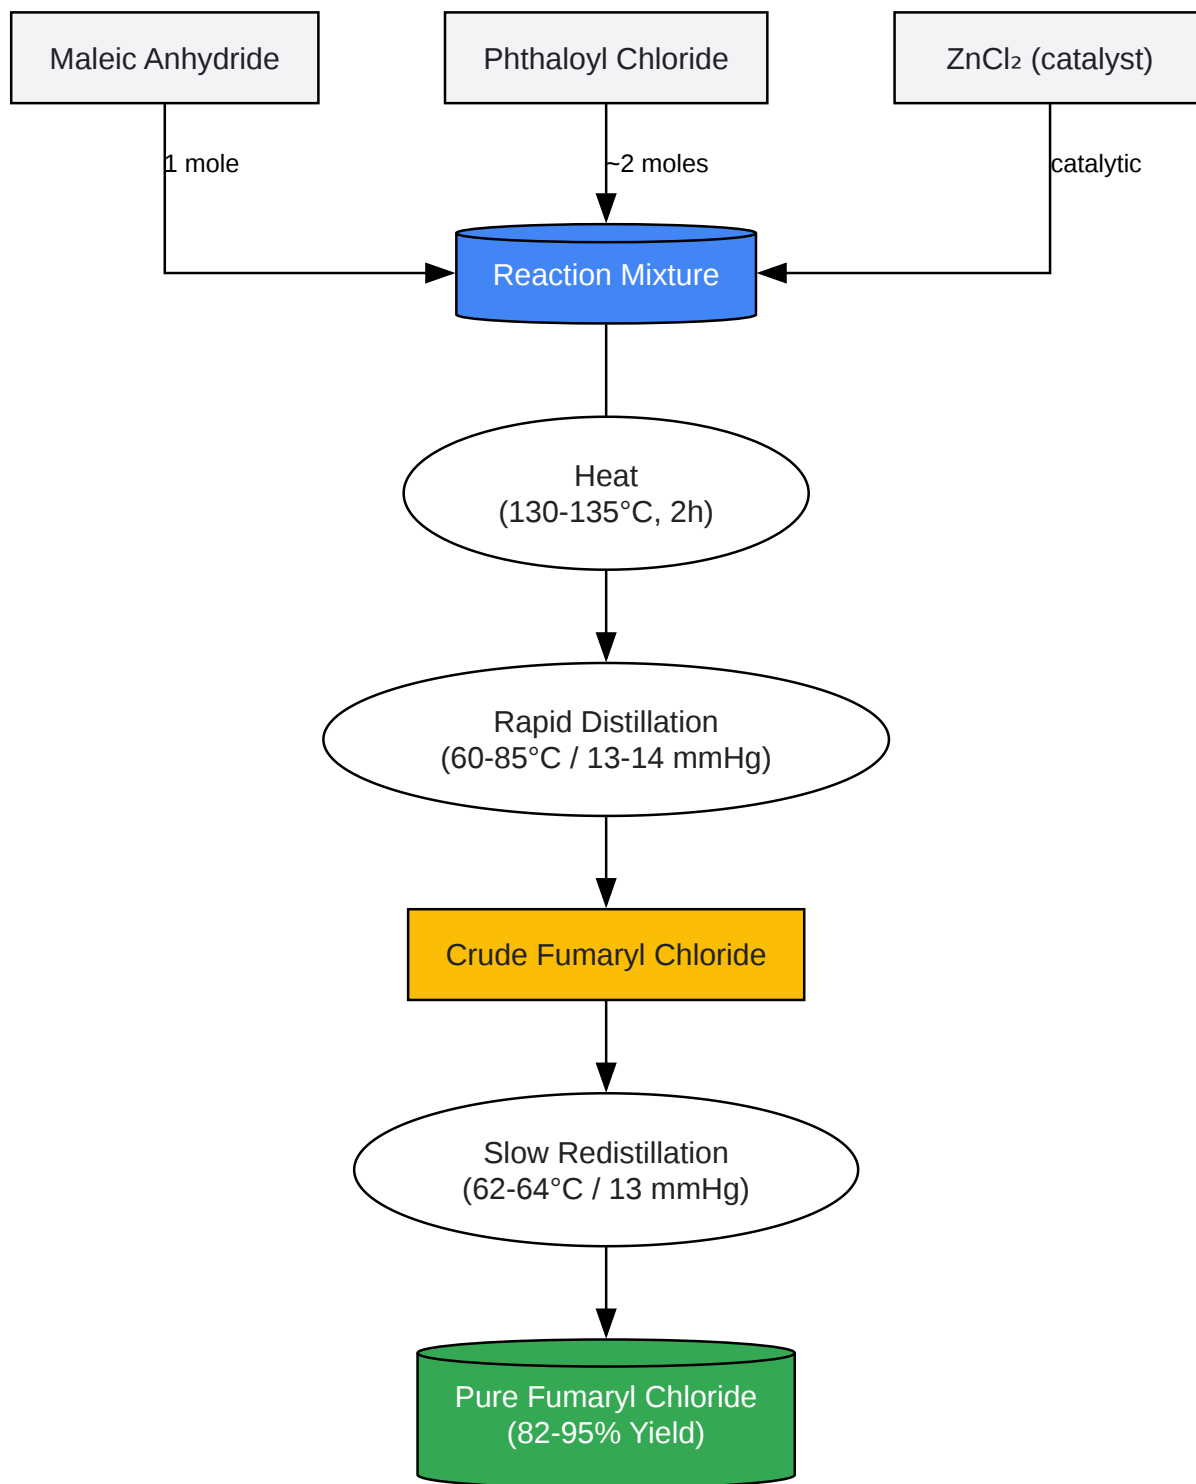 Maleic Anhydride
Phthaloyl Chloride
ZnCl₂ (catalyst)
1 mole
~2 moles
catalytic
Reaction Mixture
Heat
(130-135°C, 2h)
Rapid Distillation
(60-85°C / 13-14 mmHg)
Crude Fumaryl Chloride
Slow Redistillation
(62-64°C / 13 mmHg)
Pure Fumaryl Chloride
(82-95% Yield)